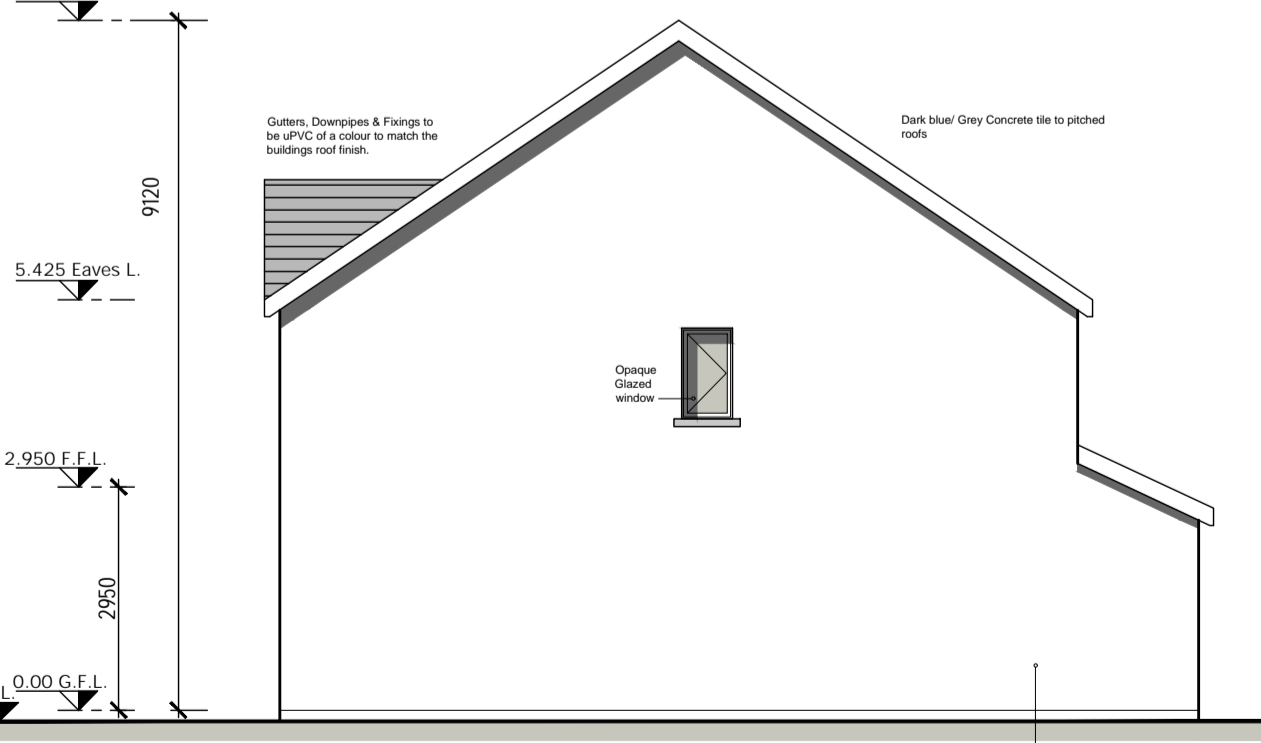 Gutters, Downpipes & Fixings to
be uPVC of a colour to match the
buildings roof finish.
Dark blue/ Grey Concrete tile to pitched
roofs
9120
5.425 Eaves L.
Opaque
Glazed
window
2.950 F.F.L.
2950
0.00 G.F.L.
L.